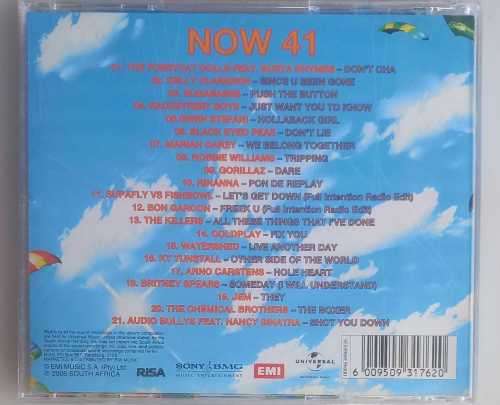 NOW 41
01. THE PUSSYCAT DOLLS FEAT. BUSTA RHYMES – DON'T CHA
02. KELLY CLARKSON – SINCE U BEEN GONE
03. SUGABABES – PUSH THE BUTTON
04. BACKSTREET BOYS – JUST WANT YOU TO KNOW
05. GWEN STEFANI – HOLLABACK GIRL
06. BLACK EYED PEAS – DON'T LIE
07. MARIAH CAREY – WE BELONG TOGETHER
08. ROBBIE WILLIAMS – TRIPPING
09. GORILLAZ – DARE
10. RIHANNA – PON DE REPLAY
11. SUPAFLY VS FISHBOWL – LET'S GET DOWN (Full Intention Radio Edit)
12. BON GARCON – FREEK U (Full Intention Radio Edit)
13. THE KILLERS – ALL THESE THINGS THAT I'VE DONE
14. COLDPLAY – FIX YOU
15. WATERSHED – LIVE ANOTHER DAY
16. KT TUNSTALL – OTHER SIDE OF THE WORLD
17. ARNO CARSTENS – HOLE HEART
18. BRITNEY SPEARS – SOMEDAY (I WILL UNDERSTAND)
19. JEM – THEY
20. THE CHEMICAL BROTHERS – THE BOXER
21. AUDIO BULLYS FEAT. NANCY SINATRA – SHOT YOU DOWN
© EMI MUSIC S.A. (Pty) Ltd
© 2005 SOUTH AFRICA
RISA
SONY BMG
MUSIC ENTERTAINMENT
EMI
UNIVERSAL
6 009509 317620